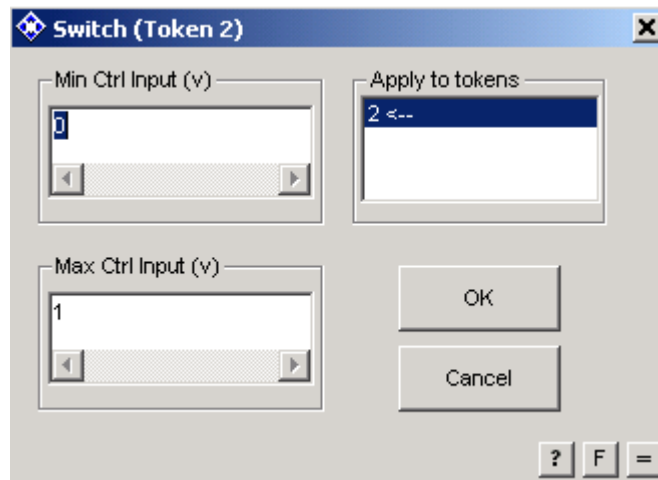 Switch (Token 2)
Min Ctrl Input (v)
0
Apply to tokens
2 <--
Max Ctrl Input (v)
1
OK
Cancel
? F =